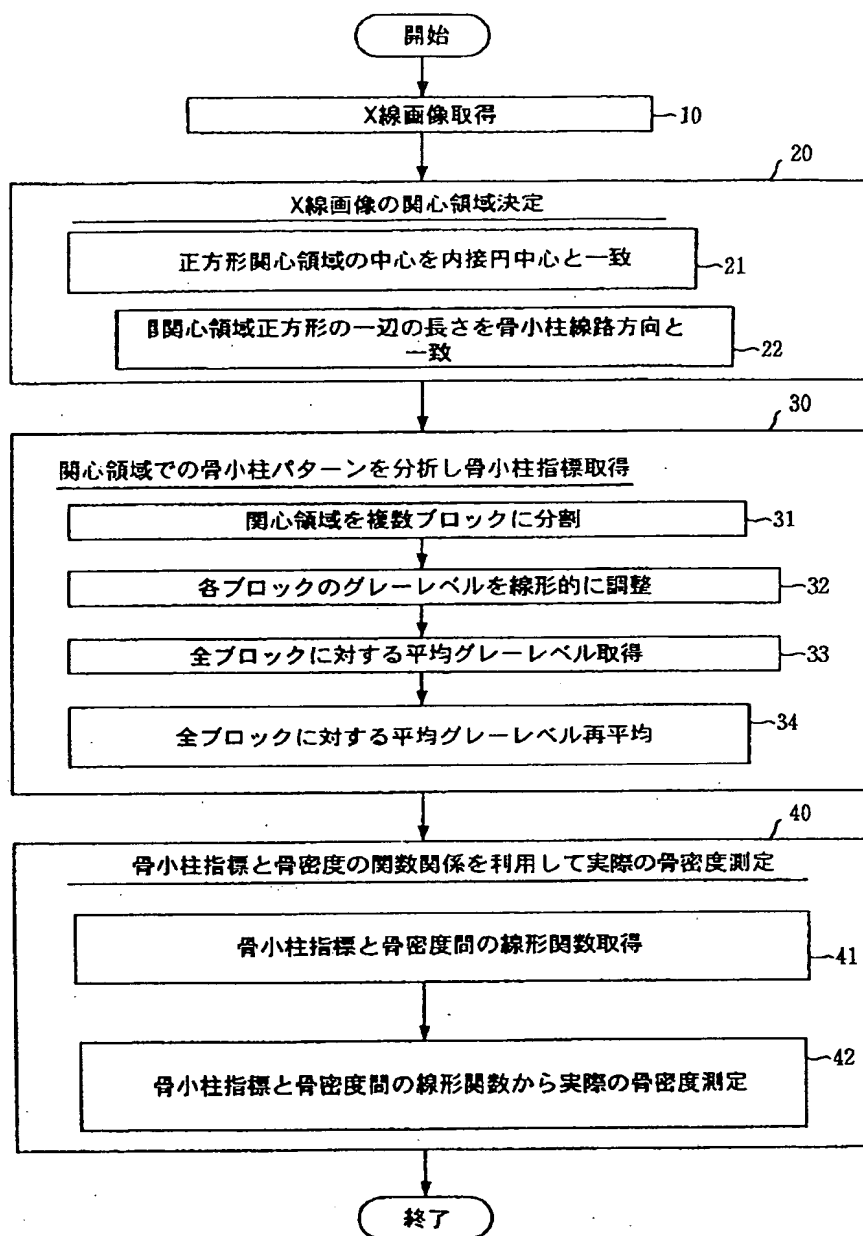 開始
X線画像取得
10
20
X線画像の関心領域決定
正方形関心領域の中心を内接円中心と一致
21
関心領域正方形の一辺の長さを骨小柱線路方向と
一致
22
30
関心領域での骨小柱パターンを分析し骨小柱指標取得
関心領域を複数ブロックに分割
31
各ブロックのグレーレベルを線形的に調整
32
全ブロックに対する平均グレーレベル取得
33
全ブロックに対する平均グレーレベル再平均
34
40
骨小柱指標と骨密度の関数関係を利用して実際の骨密度測定
骨小柱指標と骨密度間の線形関数取得
41
骨小柱指標と骨密度間の線形関数から実際の骨密度測定
42
終了